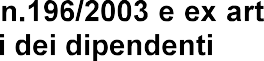 n.196/2003 e ex art
i dei dipendenti